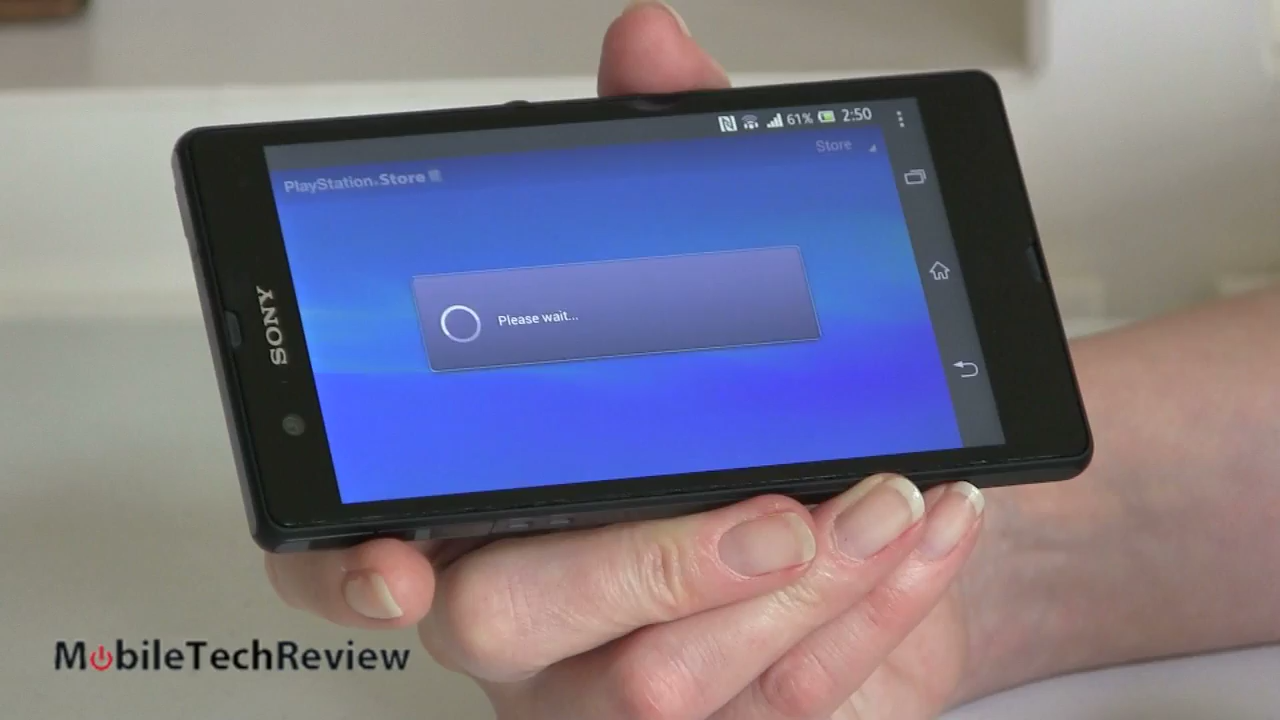 61% 2:50
Store
PlayStation®Store
Please wait...
SONY
MobileTechReview